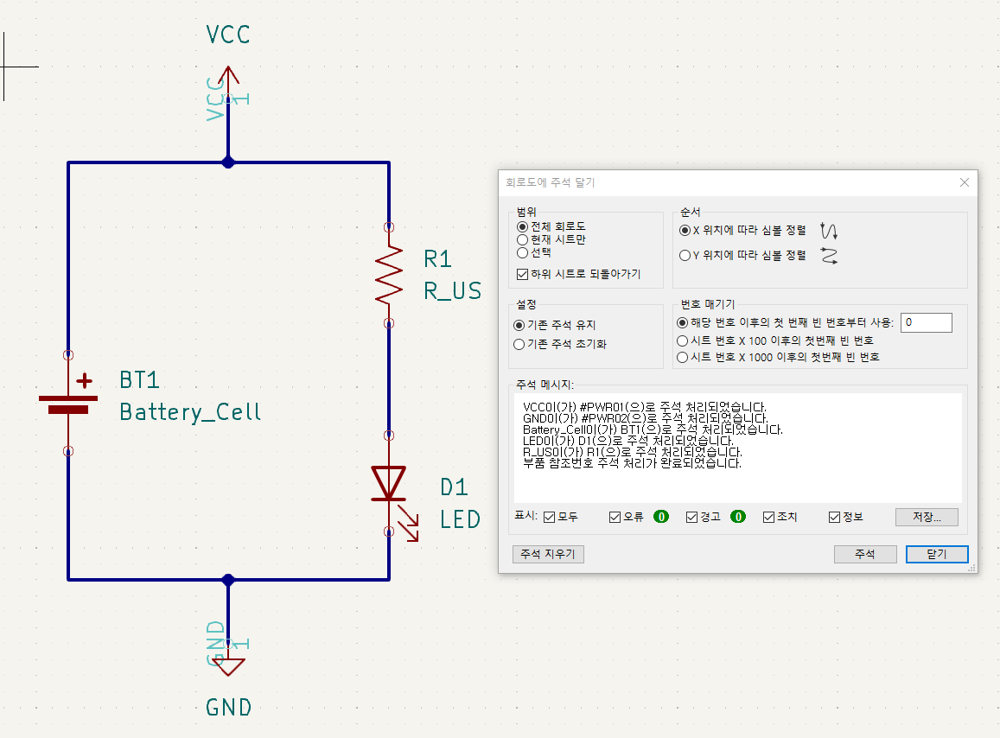 VCC
VCC
1
R1
R_US
BT1
Battery_Cell
D1
LED
GND
1
GND
회로도에 주석 달기
범위
전체 회로도
현재 시트만
선택
하위 시트로 되돌아가기
순서
X 위치에 따라 심볼 정렬
Y 위치에 따라 심볼 정렬
설정
기존 주석 유지
기존 주석 초기화
번호 매기기
해당 번호 이후의 첫 번째 빈 번호부터 사용: 0
시트 번호 X 100 이후의 첫번째 빈 번호
시트 번호 X 1000 이후의 첫번째 빈 번호
주석 메시지:
VCC이(가) #PWR01(으)로 주석 처리되었습니다.
GND이(가) #PWR02(으)로 주석 처리되었습니다.
Battery_Cell이(가) BT1(으)로 주석 처리되었습니다.
LED이(가) D1(으)로 주석 처리되었습니다.
R_US이(가) R1(으)로 주석 처리되었습니다.
부품 참조번호 주석 처리가 완료되었습니다.
표시: 모두 오류 0 경고 0 조치 정보 저장...
주석 지우기 주석 닫기